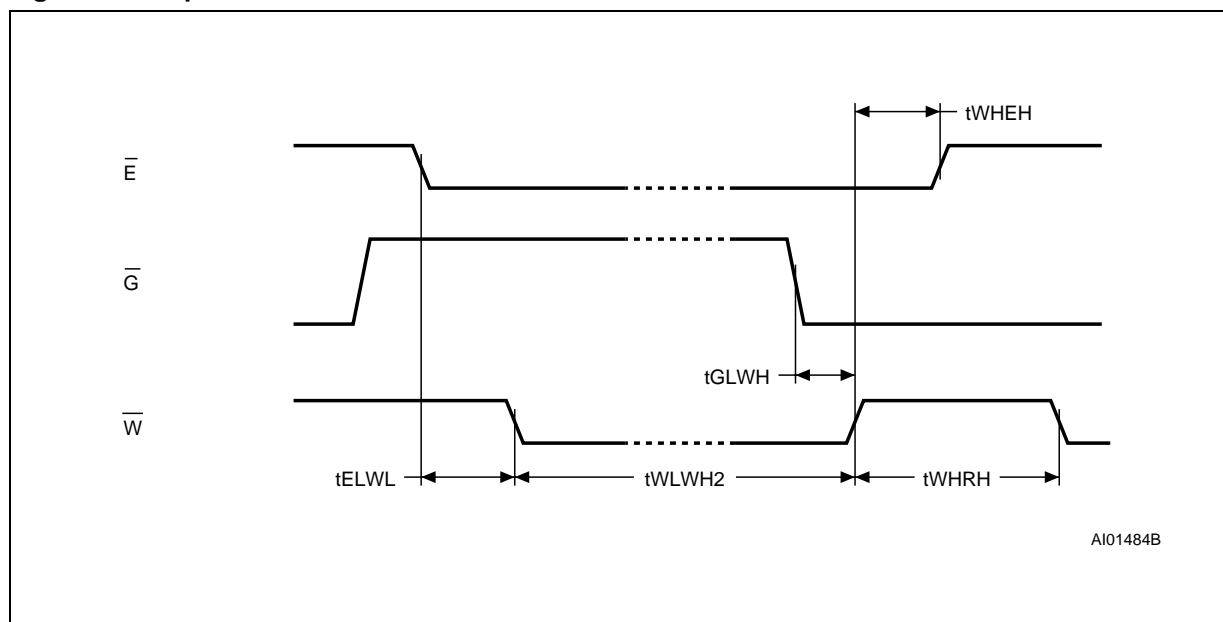 tWHEH
E̅
G̅
tGLWH
W̅
tELWL
tWLWH2
tWHRH
AI01484B